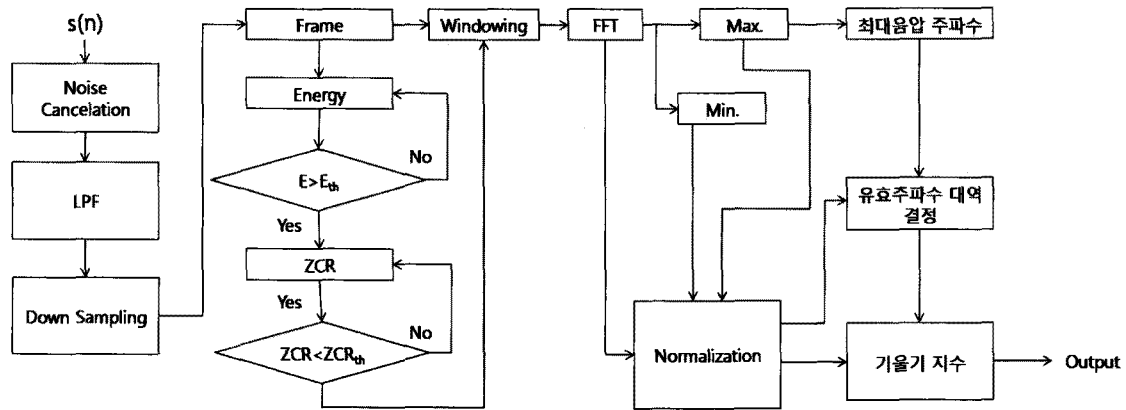 s(n)
Noise
Cancelation
LPF
Down Sampling
Frame
Energy
No
E>Eth
Yes
ZCR
Yes
No
ZCR<ZCRth
Windowing
FFT
Max.
Min.
Normalization
최대음압 주파수
유효주파수 대역
결정
기울기 지수
Output